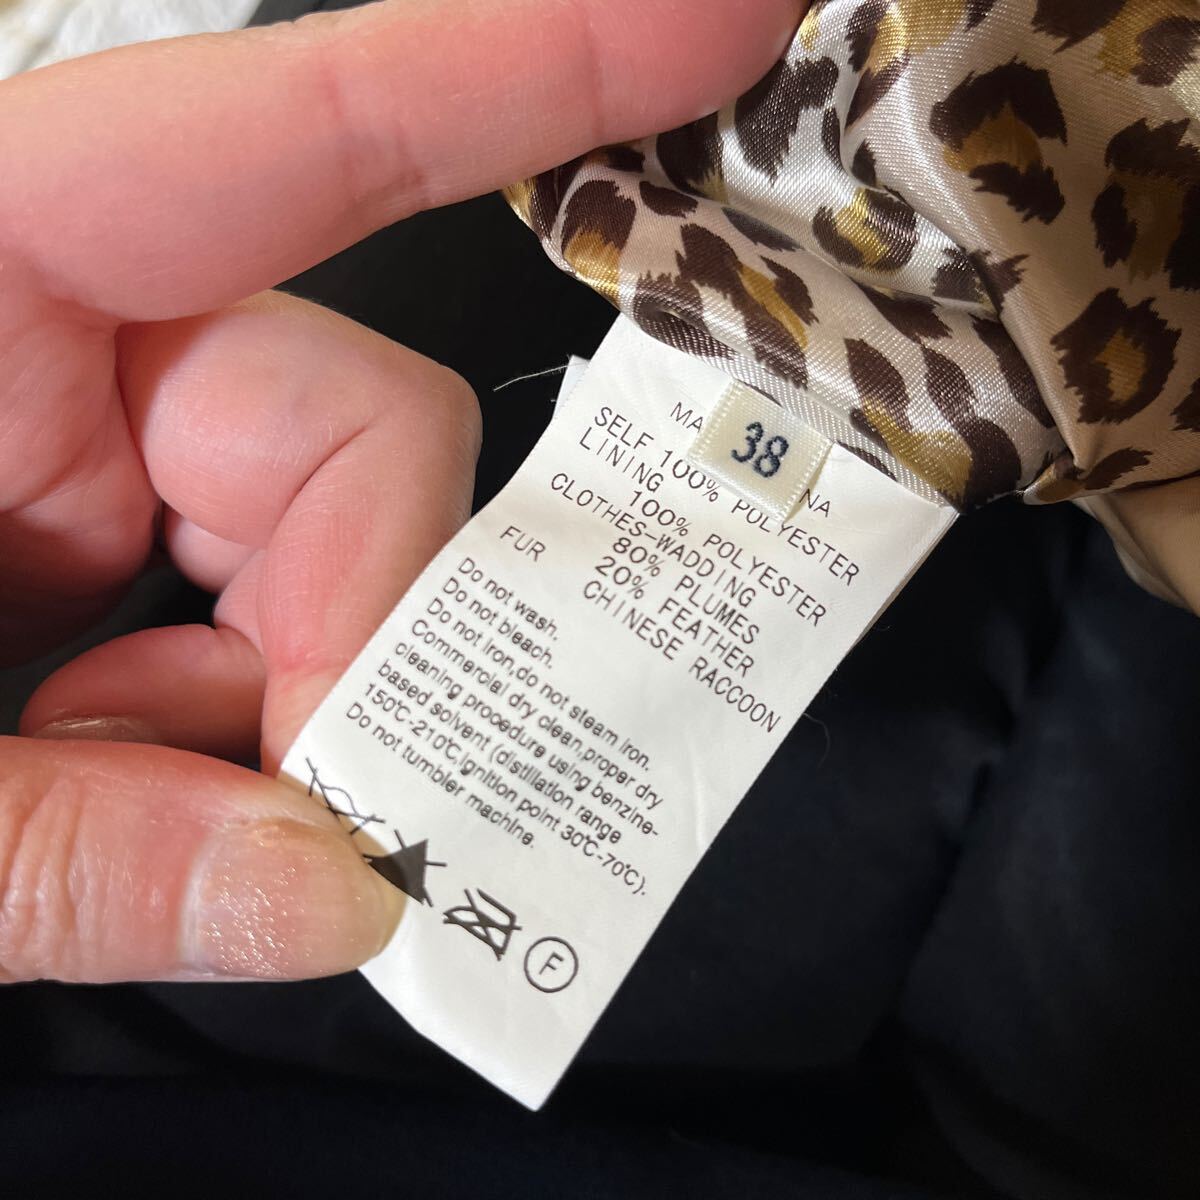 38
SELF 100% POLYESTER
LINING 100% POLYESTER
CLOTHES-WADDING
80% PLUMES
20% FEATHER
FUR CHINESE RACCOON
Do not wash.
Do not bleach.
Do not iron,do not steam iron.
Commercial dry clean,proper dry
cleaning procedure using benzine-
based solvent (distillation range
150℃-210℃,ignition point 30℃-70℃).
Do not tumbler machine.
F